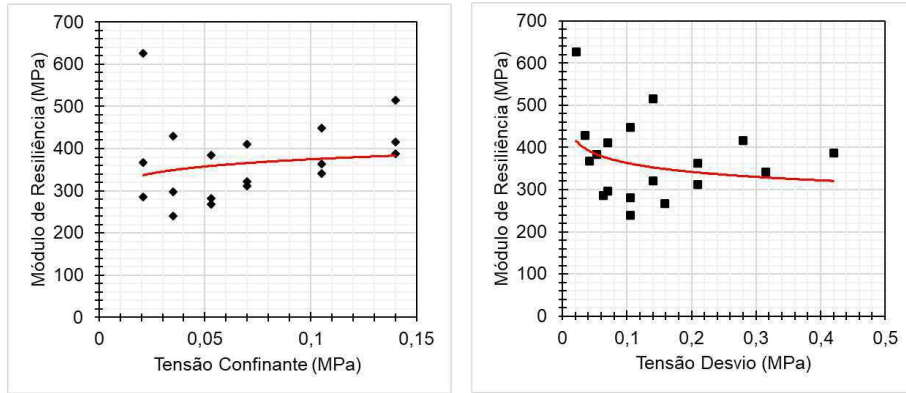 700
600
500
400
300
200
100
0
Módulo de Resiliência (MPa)
0 0,05 0,1 0,15
Tensão Confinante (MPa)
700
600
500
400
300
200
100
0
Módulo de Resiliência (MPa)
0 0,1 0,2 0,3 0,4 0,5
Tensão Desvio (MPa)